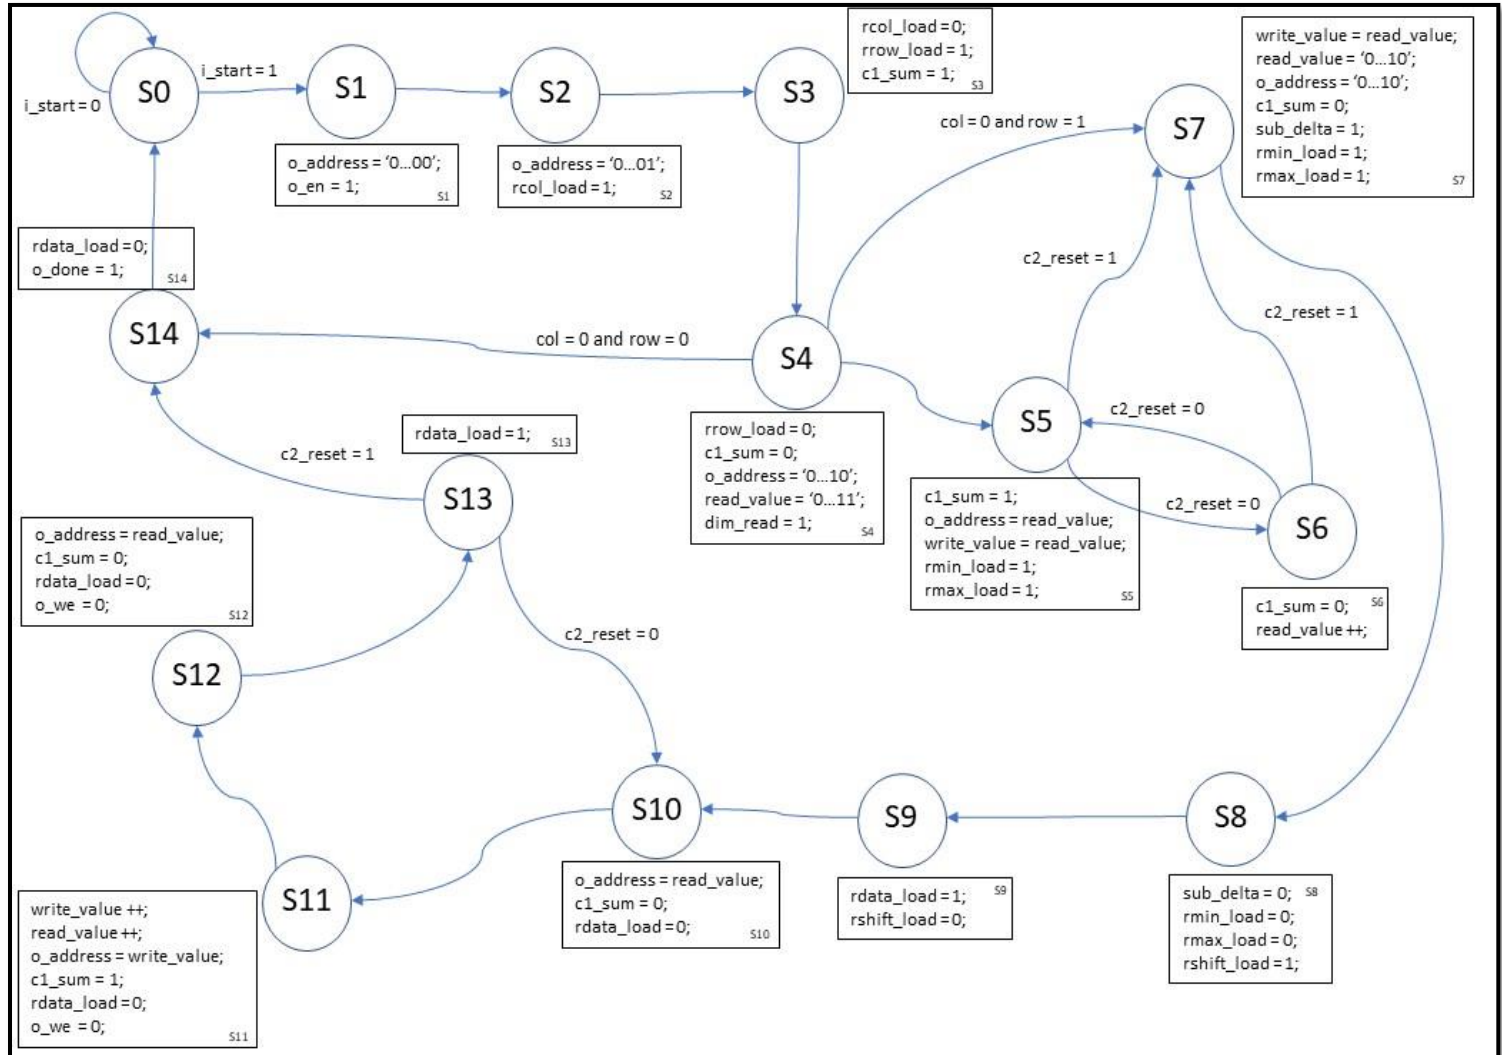 S0
i_start = 0
i_start = 1
S1
o_address = ‘0...00’;
o_en = 1;
S1
S2
o_address = ‘0...01’;
rcol_load = 1;
S2
S3
rcol_load = 0;
rrow_load = 1;
c1_sum = 1;
S3
col = 0 and row = 1
S7
write_value = read_value;
read_value = ‘0...10’;
o_address = ‘0...10’;
c1_sum = 0;
sub_delta = 1;
rmin_load = 1;
rmax_load = 1;
S7
rdata_load = 0;
o_done = 1;
S14
S14
col = 0 and row = 0
S4
rrow_load = 0;
c1_sum = 0;
o_address = ‘0...10’;
read_value = ‘0...11’;
dim_read = 1;
S4
c2_reset = 1
c2_reset = 1
S5
c2_reset = 0
c2_reset = 0
c1_sum = 1;
o_address = read_value;
write_value = read_value;
rmin_load = 1;
rmax_load = 1;
S5
S6
c1_sum = 0;
S6
read_value ++;
rdata_load = 1;
S13
c2_reset = 1
S13
c2_reset = 0
o_address = read_value;
c1_sum = 0;
rdata_load = 0;
o_we = 0;
S12
S12
S10
o_address = read_value;
c1_sum = 0;
rdata_load = 0;
S10
S9
rdata_load = 1;
S9
rshift_load = 0;
S8
sub_delta = 0;
S8
rmin_load = 0;
rmax_load = 0;
rshift_load = 1;
S11
write_value ++;
read_value ++;
o_address = write_value;
c1_sum = 1;
rdata_load = 0;
o_we = 0;
S11